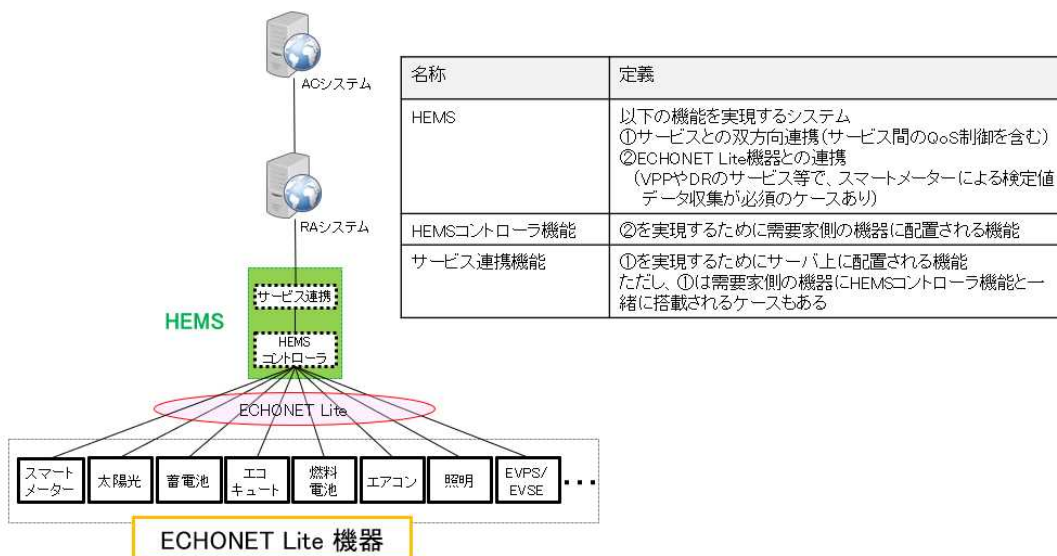 ACシステム
RAシステム
サービス連携
HEMS
HEMS
コントローラ
ECHONET Lite
スマート
メーター
太陽光
蓄電池
エコ
キュート
燃料
電池
エアコン
照明
EVPS/
EVSE
・・・
ECHONET Lite 機器
名称
定義
HEMS
以下の機能を実現するシステム
①サービスとの双方向連携(サービス間のQoS制御を含む)
②ECHONET Lite機器との連携
(VPPやDRのサービス等で、スマートメーターによる検定値
データ収集が必須のケースあり)
HEMSコントローラ機能
②を実現するために需要家側の機器に配置される機能
サービス連携機能
①を実現するためにサーバ上に配置される機能
ただし、①は需要家側の機器にHEMSコントローラ機能と一
緒に搭載されるケースもある